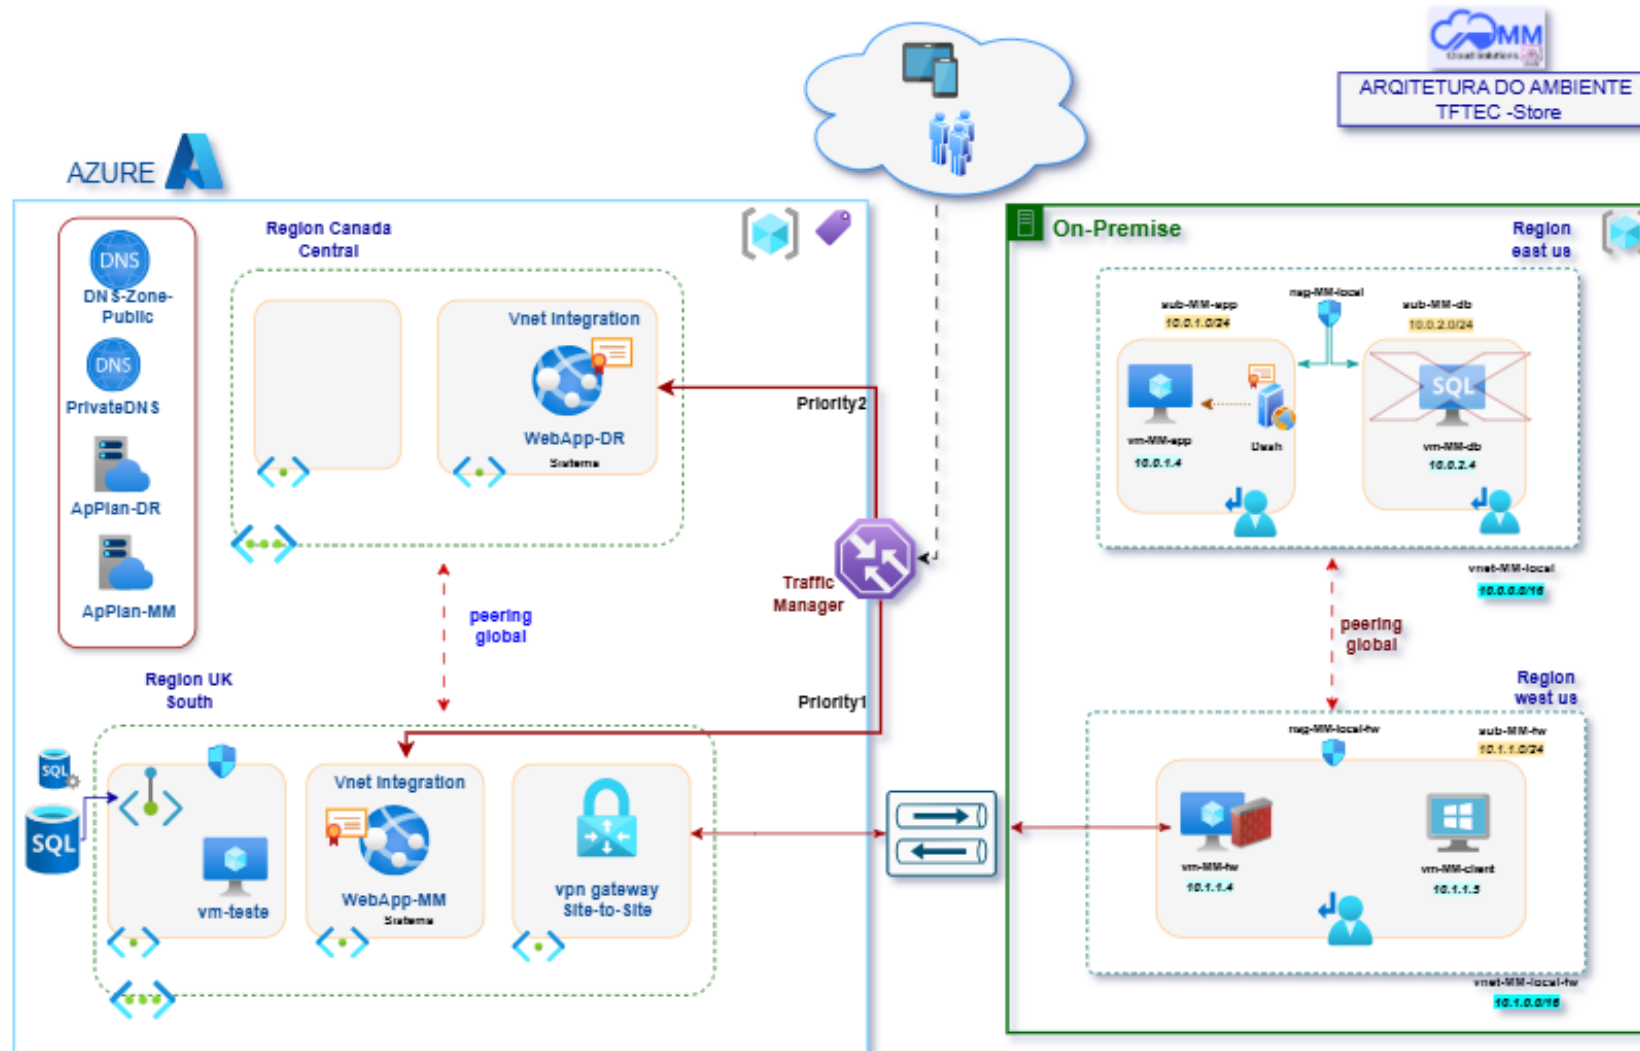 MM
Cloud Solutions
ARQITETURA DO AMBIENTE
TFTEC -Store
AZURE
DNS
DNS-Zone-
Public
DNS
PrivateDNS
ApPlan-DR
ApPlan-MM
Region Canada
Central
Vnet Integration
WebApp-DR
Sistema
Priority2
Traffic
Manager
peering
global
Priority1
Region UK
South
SQL
SQL
vm-teste
Vnet Integration
WebApp-MM
Sistema
vpn gateway
Site-to-Site
On-Premise
Region
east us
nsg-MM-local
sub-MM-app
10.0.1.0/24
sub-MM-db
10.0.2.0/24
SQL
vm-MM-app
10.0.1.4
vm-MM-db
10.0.2.4
vnet-MM-local
10.0.0.0/16
peering
global
Region
west us
nsg-MM-local-fw
sub-MM-fw
10.1.1.0/24
vm-MM-fw
10.1.1.4
vm-MM-client
10.1.1.5
vnet-MM-local-fw
10.1.0.0/16